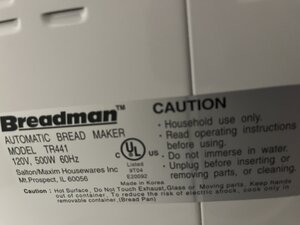 Breadman™
AUTOMATIC BREAD MAKER
MODEL TR441
120V, 500W 60Hz
Salton/Maxim Housewares Inc
Mt.Prospect, IL 60056
C UL US
Listed
9T04
E20092
Made in Korea
CAUTION
- Household use only.
- Read operating instructions
before using.
- Do not immerse in water.
- Unplug before inserting or
removing parts, or cleaning.
Caution : Hot Surface, Do Not Touch Exhaust,Glass or Moving Parts. Keep hands
out of container. To reduce the risk of electric shock, cook only in
removable container.(Bread Pan)